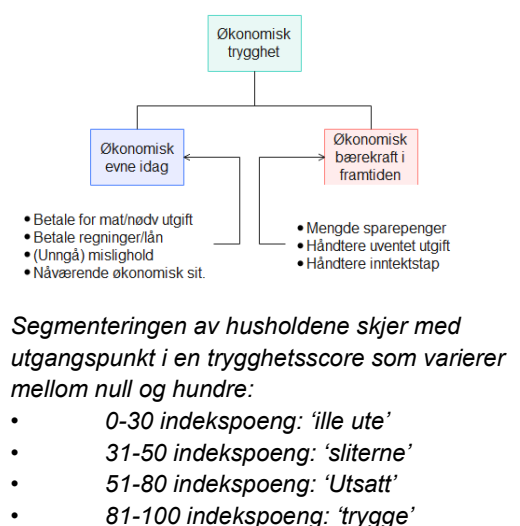 Økonomisk
trygghet
Økonomisk
evne idag
Økonomisk
bærekraft i
framtiden
• Betale for mat/nødv utgift
• Betale regninger/lån
• (Unngå) mislighold
• Nåværende økonomisk sit.
• Mengde sparepenger
• Håndtere uventet utgift
• Håndtere inntektstap
Segmenteringen av husholdene skjer med
utgangspunkt i en trygghetsscore som varierer
mellom null og hundre:
• 0-30 indekspoeng: ‘ille ute’
• 31-50 indekspoeng: ‘sliterne’
• 51-80 indekspoeng: ‘Utsatt’
• 81-100 indekspoeng: ‘trygge’